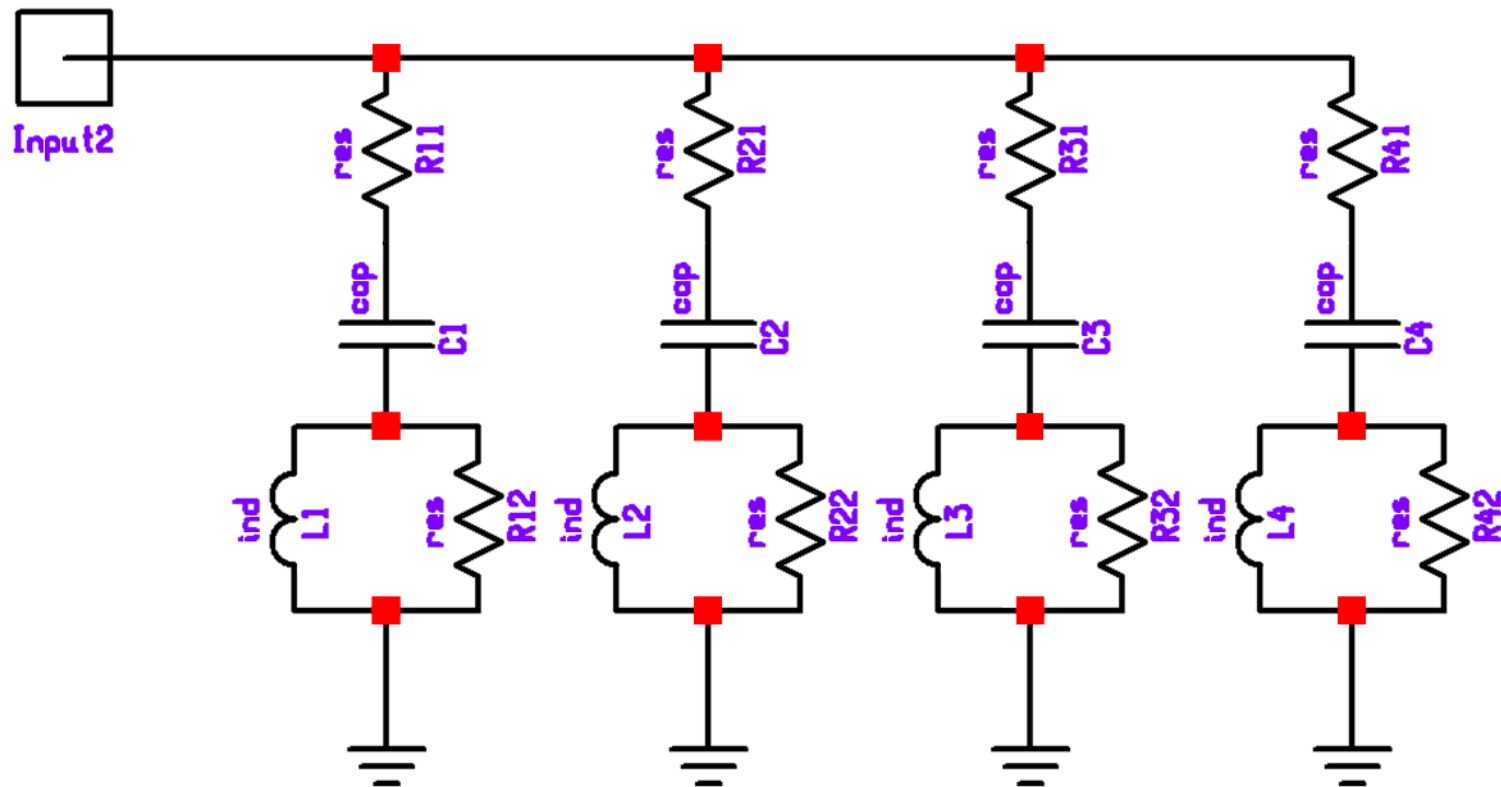 Input2
res R11
res R21
res R31
res R41
cap C1
cap C2
cap C3
cap C4
ind L1 res R12
ind L2 res R22
ind L3 res R32
ind L4 res R42